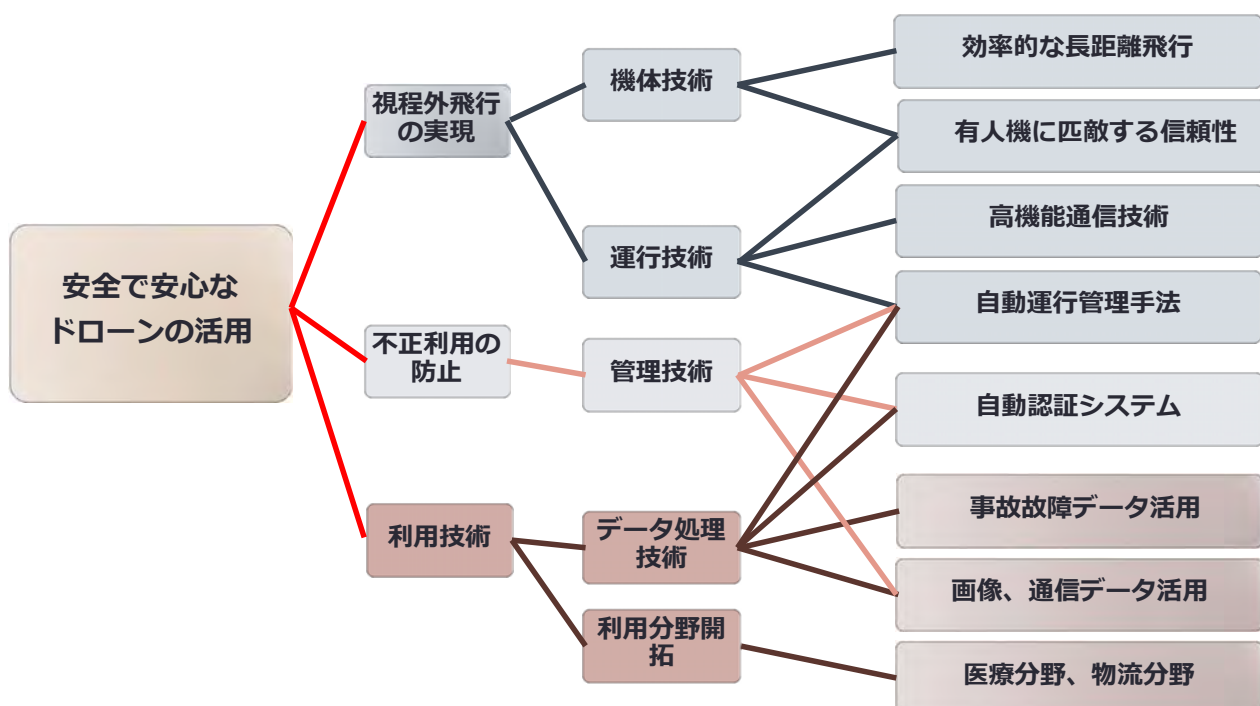 安全で安心な
ドローンの活用
視程外飛行
の実現
不正利用の
防止
利用技術
機体技術
運行技術
管理技術
データ処理
技術
利用分野開
拓
効率的な長距離飛行
有人機に匹敵する信頼性
高機能通信技術
自動運行管理手法
自動認証システム
事故故障データ活用
画像、通信データ活用
医療分野、物流分野